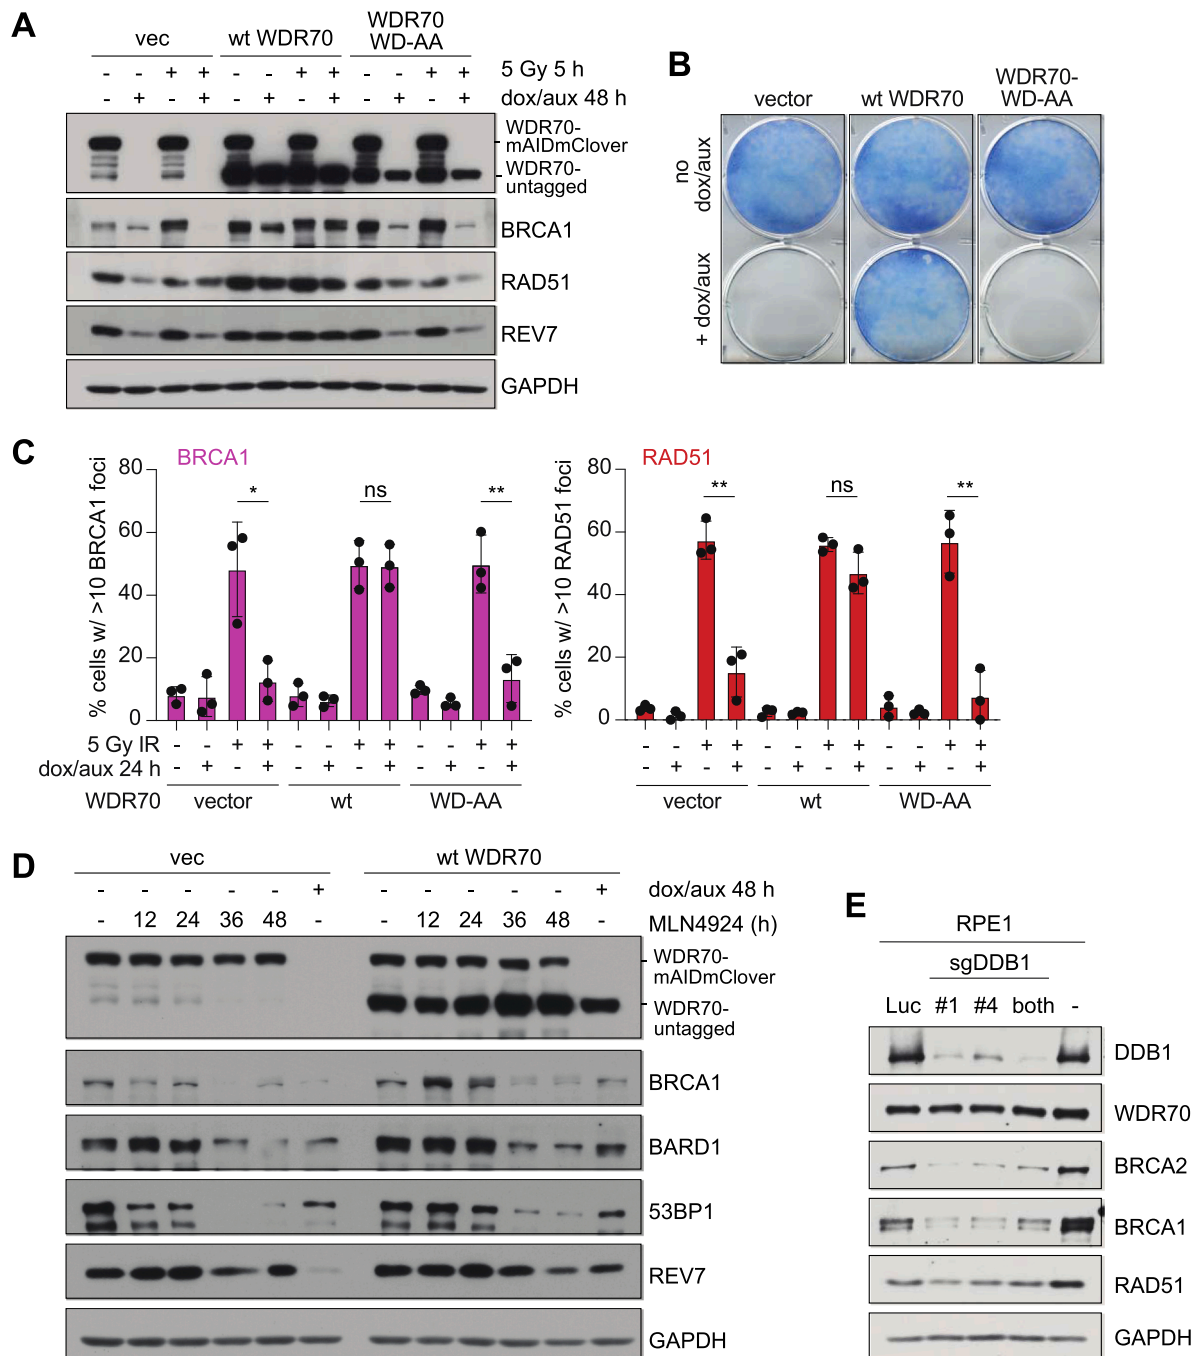 A
vec
wt WDR70
WDR70
WD-AA
- - + + - - + + - - + + 5 Gy 5 h
- + - + - + - + - + - + dox/aux 48 h
WDR70-
mAIDmClover
WDR70-
untagged
BRCA1
RAD51
REV7
GAPDH
B
vector
wt WDR70
WDR70-
WD-AA
no
dox/aux
+ dox/aux
C
BRCA1
% cells w/ >10 BRCA1 foci
80
60
40
20
0
* ns **
5 Gy IR - - + + - - + + - - + +
dox/aux 24 h - + - + - + - + - + - +
WDR70 vector wt WD-AA
RAD51
% cells w/ >10 RAD51 foci
80
60
40
20
0
** ns **
- - + + - - + + - - + +
- + - + - + - + - + - +
vector wt WD-AA
D
vec
wt WDR70
- - - - - + - - - - - + dox/aux 48 h
- 12 24 36 48 - - 12 24 36 48 - MLN4924 (h)
WDR70-
mAIDmClover
WDR70-
untagged
BRCA1
BARD1
53BP1
REV7
GAPDH
E
RPE1
sgDDB1
Luc #1 #4 both -
DDB1
WDR70
BRCA2
BRCA1
RAD51
GAPDH